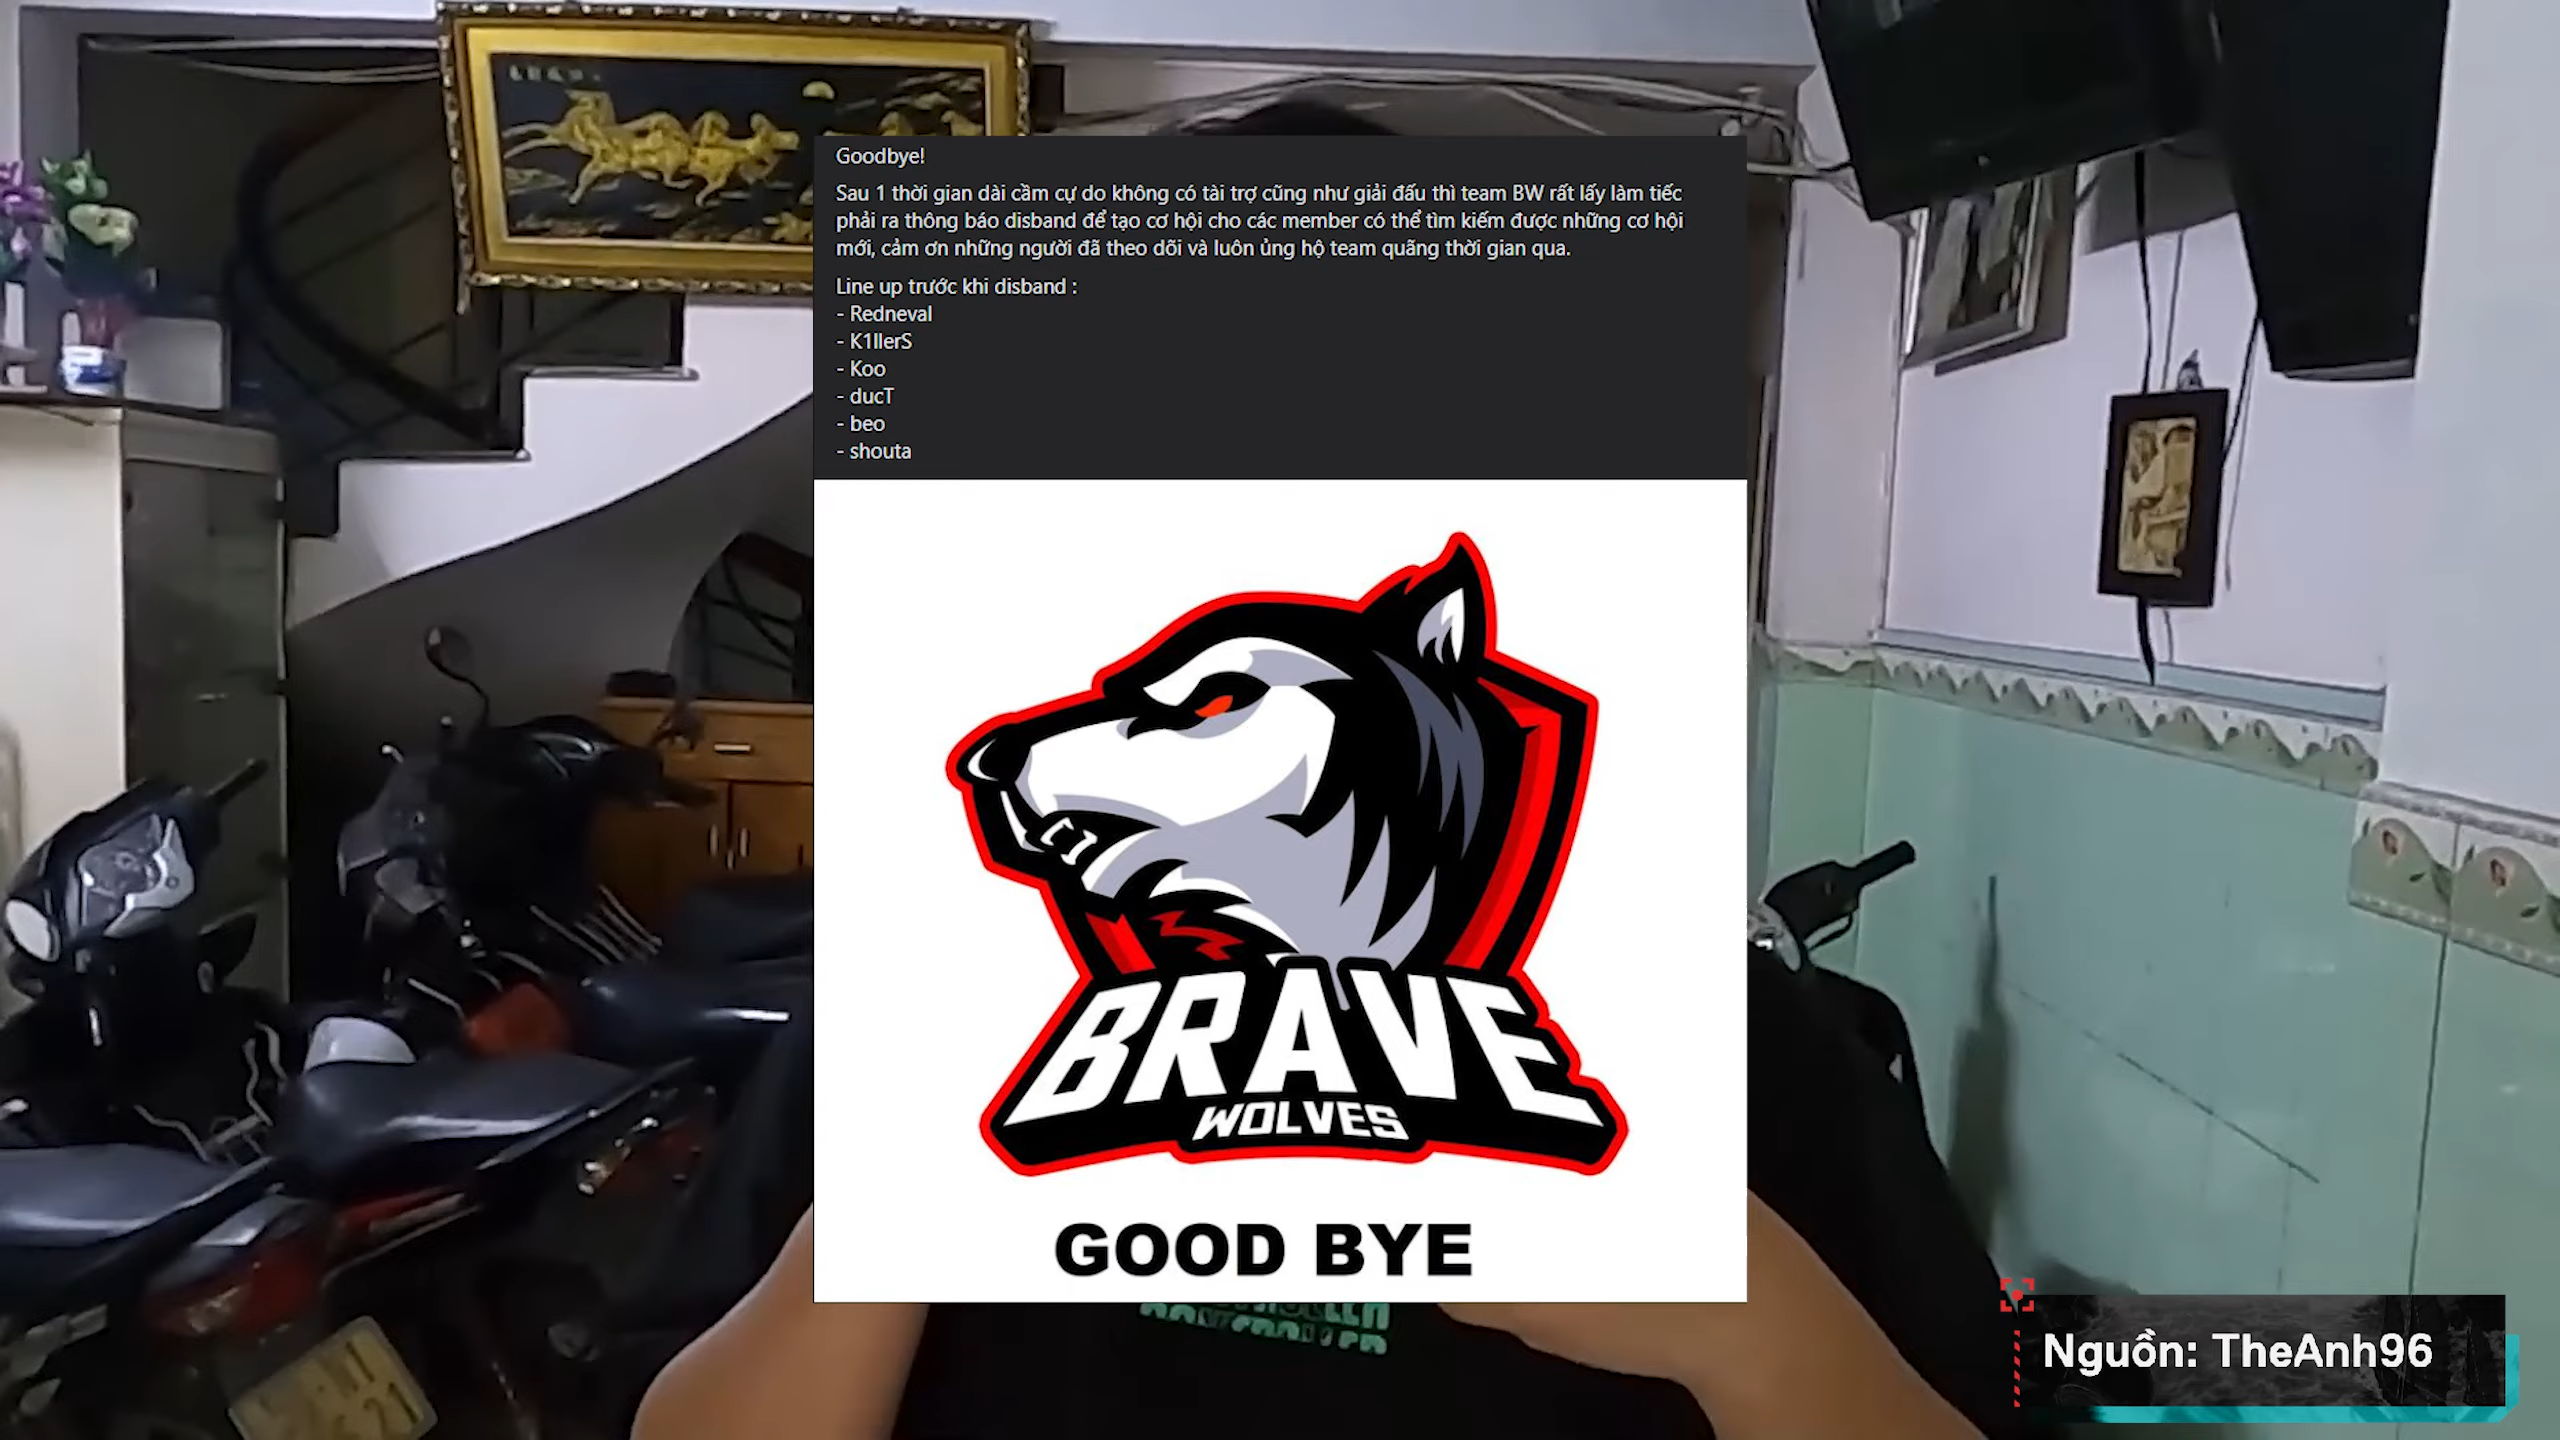 Goodbye!
Sau 1 thời gian dài cầm cự do không có tài trợ cũng như giải đấu thì team BW rất lấy làm tiếc
phải ra thông báo disband để tạo cơ hội cho các member có thể tìm kiếm được những cơ hội
mới, cảm ơn những người đã theo dõi và luôn ủng hộ team quãng thời gian qua.
Line up trước khi disband :
- Redneval
- K1llerS
- Koo
- ducT
- beo
- shouta
BRAVE
WOLVES
GOOD BYE
Nguồn: TheAnh96